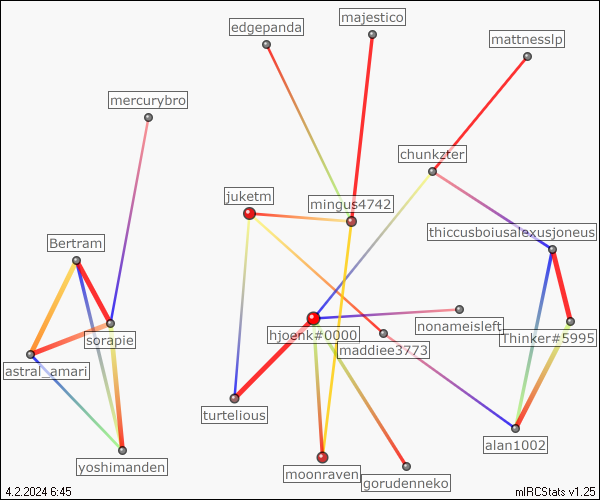 majestico
edgepanda
mattnesslp
mercurybro
chunkzter
juketm
mingus4742
thiccusboiusalexusjoneus
Bertram
nonameisleft
hjoenk#0000
Thinker#5995
sorapie
maddiee3773
astral_amari
turtelious
alan1002
yoshimanden
moonraven
gorudenneko
4.2.2024 6:45
mIRCStats v1.25